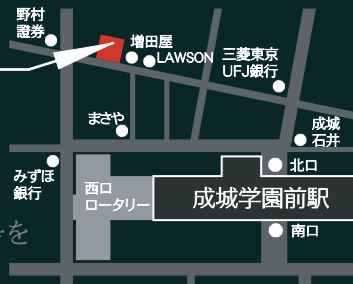 野村
證券
増田屋
LAWSON
三菱東京
UFJ銀行
まさや
成城
石井
みずほ
銀行
北口
西口
ロータリー
成城学園前駅
南口
を